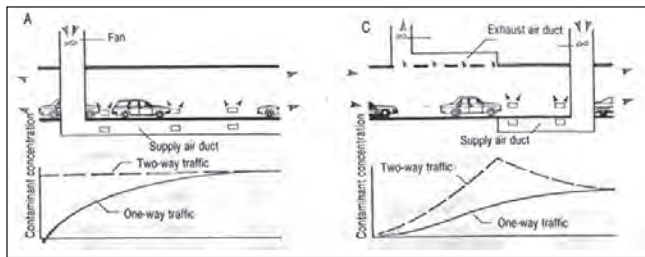 A
Fan
Supply air duct
Two-way traffic
One-way traffic
Contaminant concentration
C
Exhaust air duct
Supply air duct
Two-way traffic
One-way traffic
Contaminant concentration